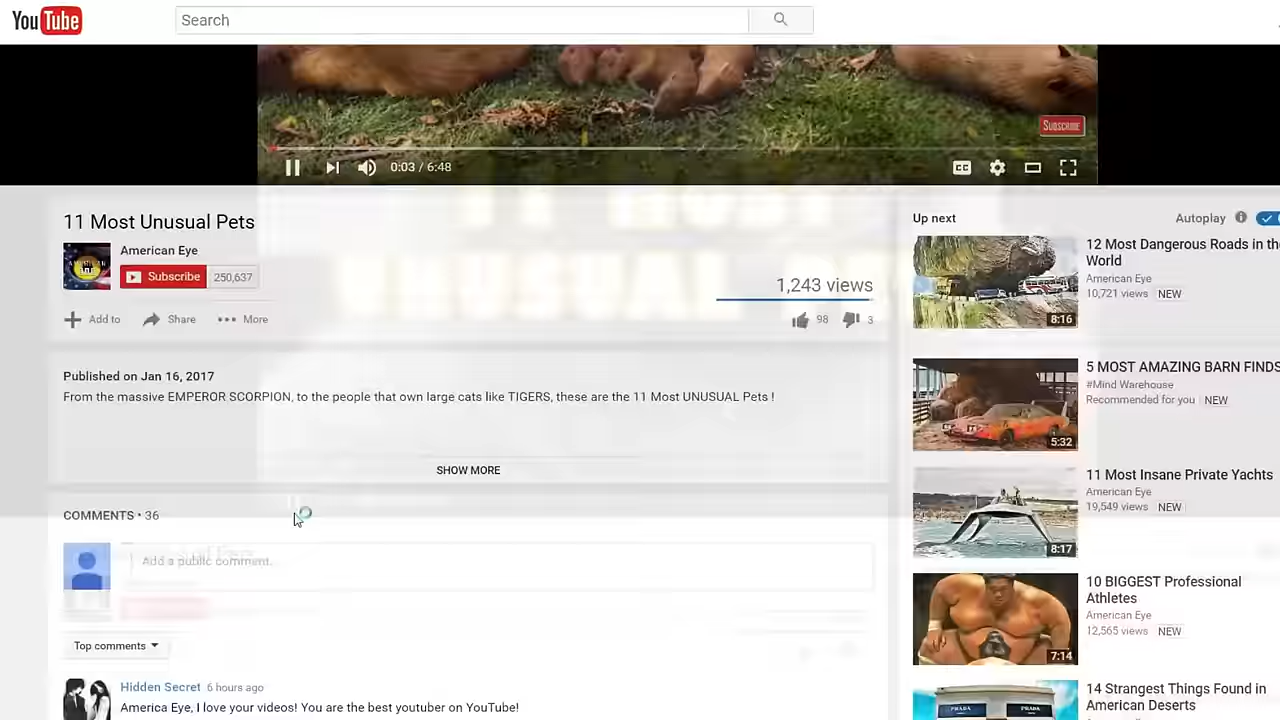 YouTube
Search
SUBSCRIBE
0:03 / 6:48
CC
11 Most Unusual Pets
American Eye
Subscribe 250,637
1,243 views
Add to Share More
98 3
Published on Jan 16, 2017
From the massive EMPEROR SCORPION, to the people that own large cats like TIGERS, these are the 11 Most UNUSUAL Pets !
SHOW MORE
COMMENTS • 36
Add a public comment...
Top comments
Hidden Secret 6 hours ago
America Eye, I love your videos! You are the best youtuber on YouTube!
Up next
Autoplay
12 Most Dangerous Roads in the
World
American Eye
10,721 views NEW
8:16
5 MOST AMAZING BARN FINDS
#Mind Warehouse
Recommended for you NEW
5:32
11 Most Insane Private Yachts
American Eye
19,549 views NEW
8:17
10 BIGGEST Professional
Athletes
American Eye
12,565 views NEW
7:14
14 Strangest Things Found in
American Deserts
PRADA PRADA